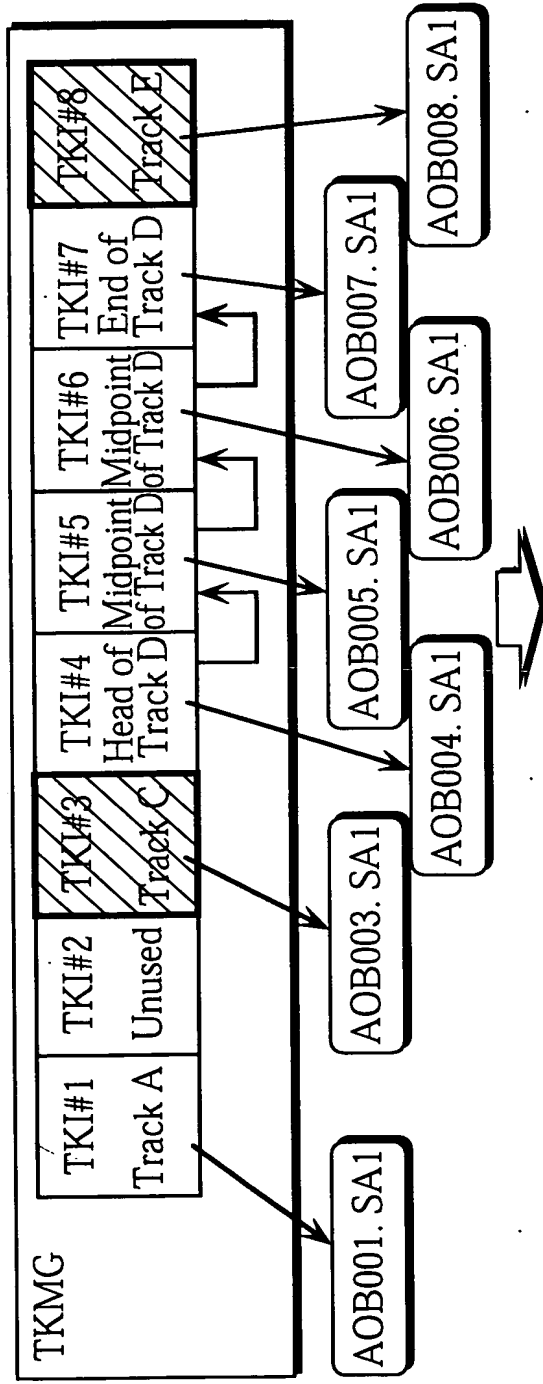 TKMG
TKI#1
Track A
TKI#2
Unused
TKI#3
Track C
TKI#4
Head of
Track D
TKI#5
Midpoint
of Track D
TKI#6
Midpoint
of Track D
TKI#7
End of
Track D
TKI#8
Track E
AOB001. SA1
AOB003. SA1
AOB004. SA1
AOB005. SA1
AOB006. SA1
AOB007. SA1
AOB008. SA1